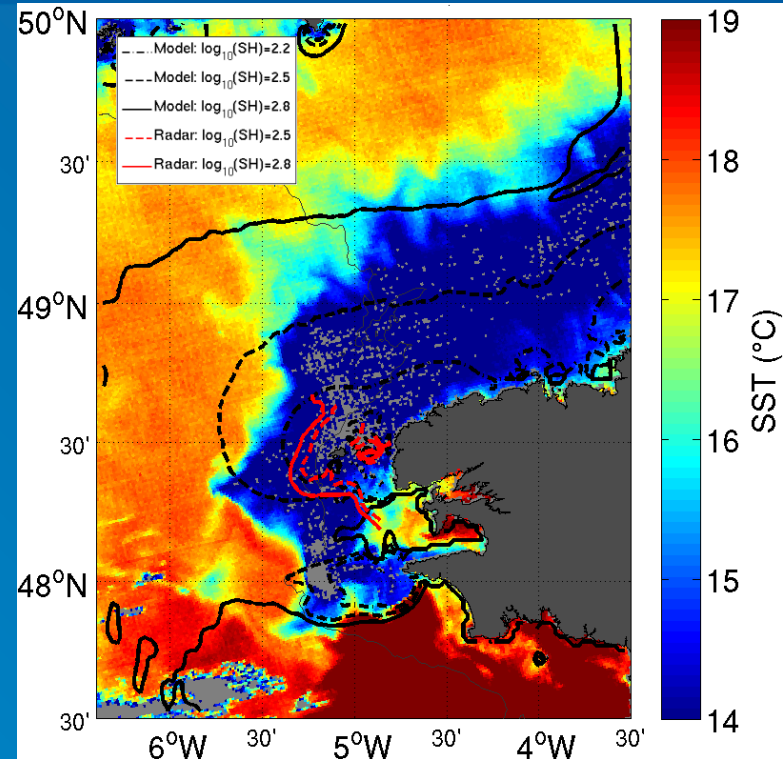 50°N
Model: log10(SH)=2.2
Model: log10(SH)=2.5
Model: log10(SH)=2.8
Radar: log10(SH)=2.5
Radar: log10(SH)=2.8
30'
49°N
30'
48°N
30'
6°W
30'
5°W
30'
4°W
30'
19
18
17
16
15
14
SST (°C)